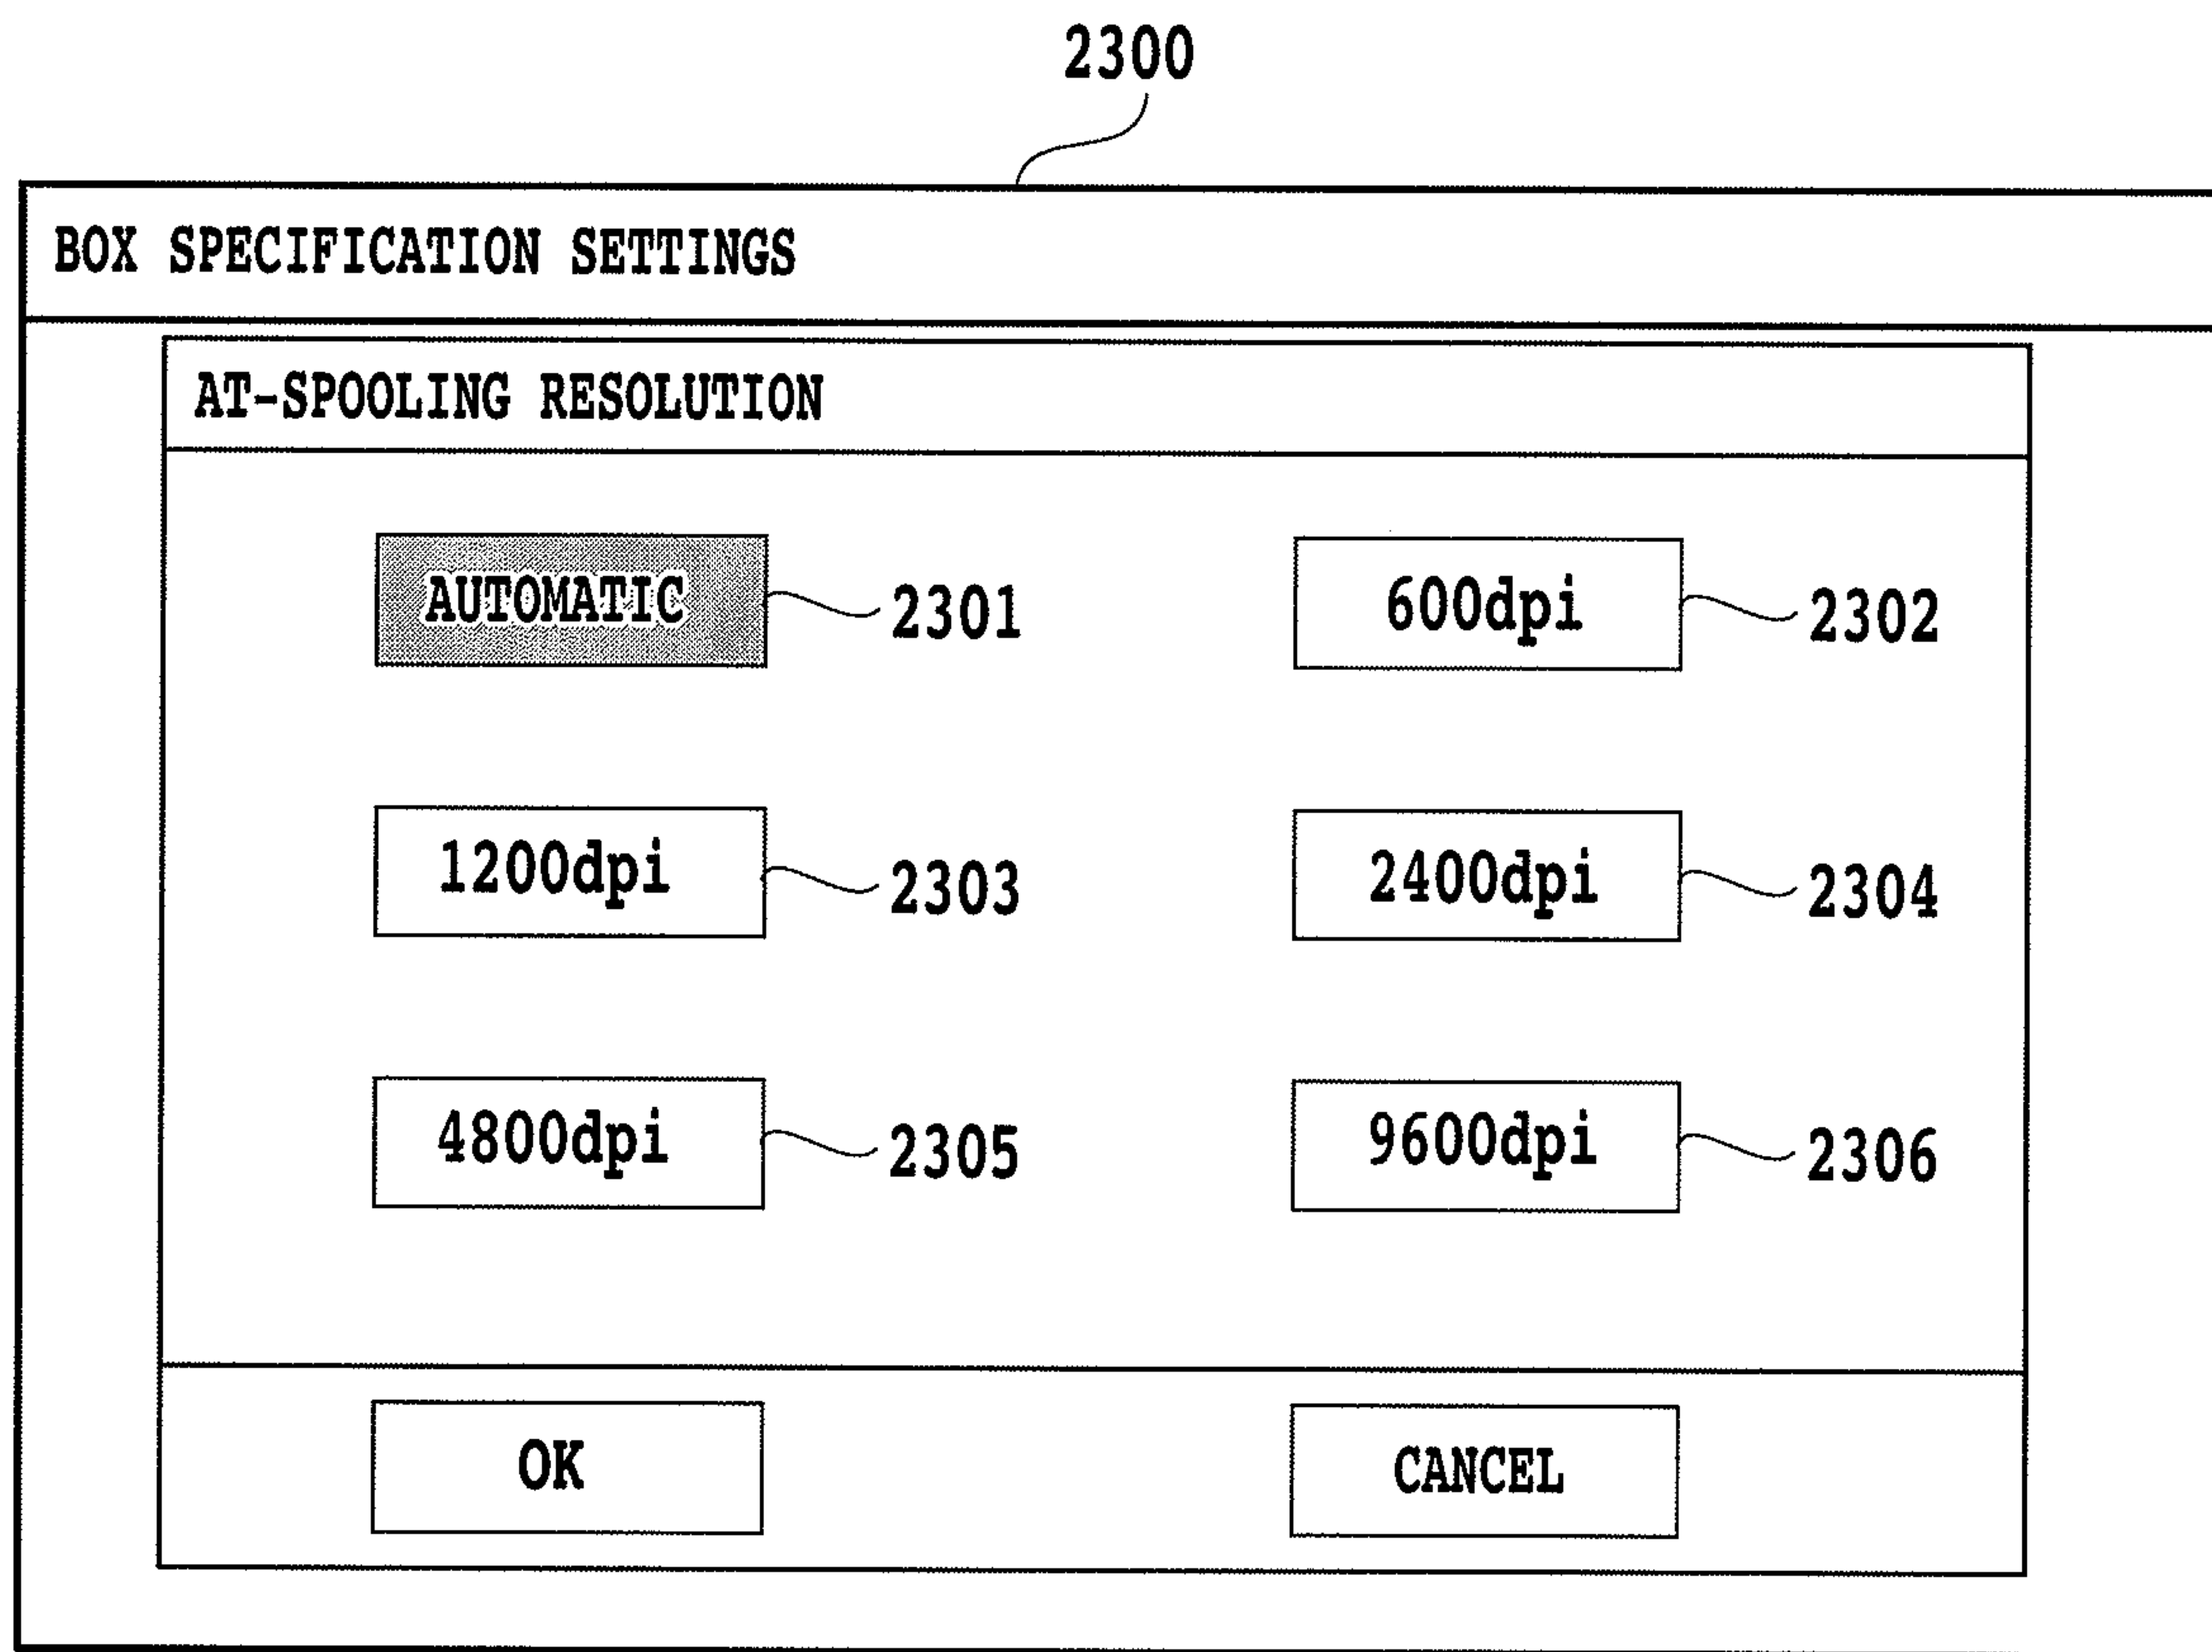 2300
BOX SPECIFICATION SETTINGS
AT-SPOOLING RESOLUTION
AUTOMATIC 2301 600dpi 2302
1200dpi 2303 2400dpi 2304
4800dpi 2305 9600dpi 2306
OK CANCEL